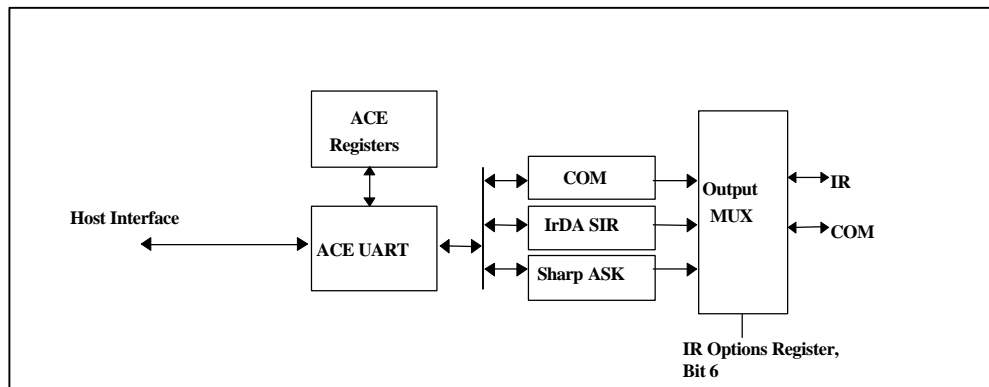 ACE
Registers
Host Interface
ACE UART
COM
IrDA SIR
Sharp ASK
Output
MUX
IR
COM
IR Options Register,
Bit 6